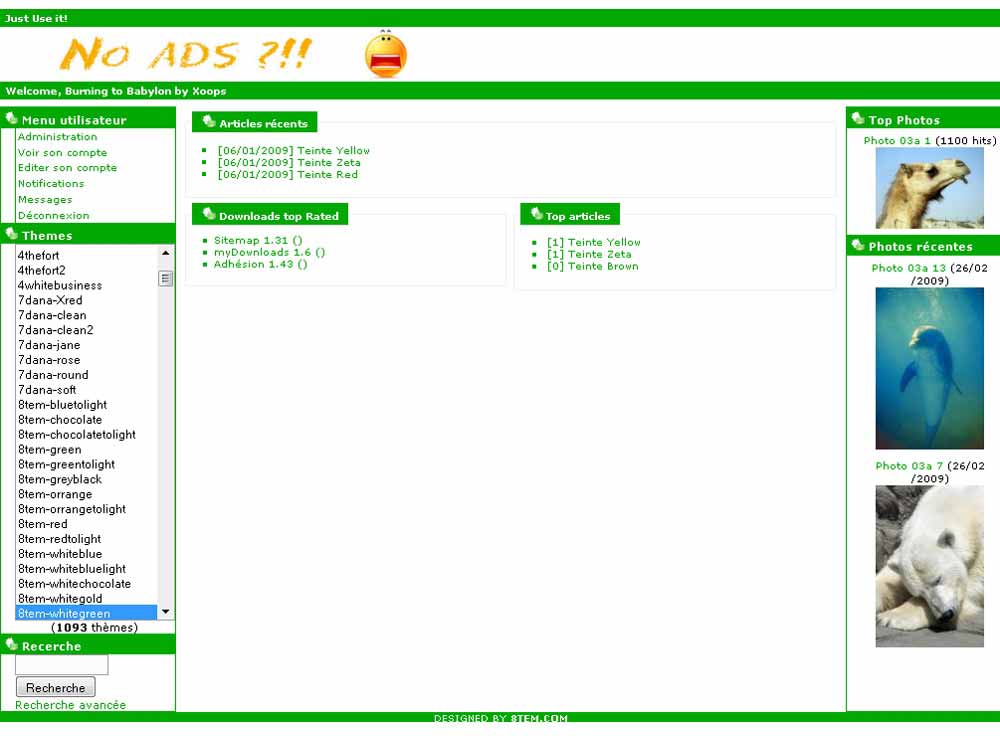 Just Use it!
No ADS ?!!
Welcome, Burning to Babylon by Xoops
Menu utilisateur
Administration
Voir son compte
Editer son compte
Notifications
Messages
Déconnexion
Themes
4thefort
4thefort2
4whitebusiness
7dana-Xred
7dana-clean
7dana-clean2
7dana-jane
7dana-rose
7dana-round
7dana-soft
8tem-bluetolight
8tem-chocolate
8tem-chocolatetolight
8tem-green
8tem-greentolight
8tem-greyblack
8tem-orrange
8tem-orrangetolight
8tem-red
8tem-redtolight
8tem-whiteblue
8tem-whitebluelight
8tem-whitechocolate
8tem-whitegold
8tem-whitegreen
(1093 thèmes)
Recerche
Recherche
Recherche avancée
Articles récents
[06/01/2009] Teinte Yellow
[06/01/2009] Teinte Zeta
[06/01/2009] Teinte Red
Downloads top Rated
Sitemap 1.31 ()
myDownloads 1.6 ()
Adhésion 1.43 ()
Top articles
[1] Teinte Yellow
[1] Teinte Zeta
[0] Teinte Brown
Top Photos
Photo 03a 1 (1100 hits)
Photos récentes
Photo 03a 13 (26/02
/2009)
Photo 03a 7 (26/02
/2009)
DESIGNED BY 8TEM.COM